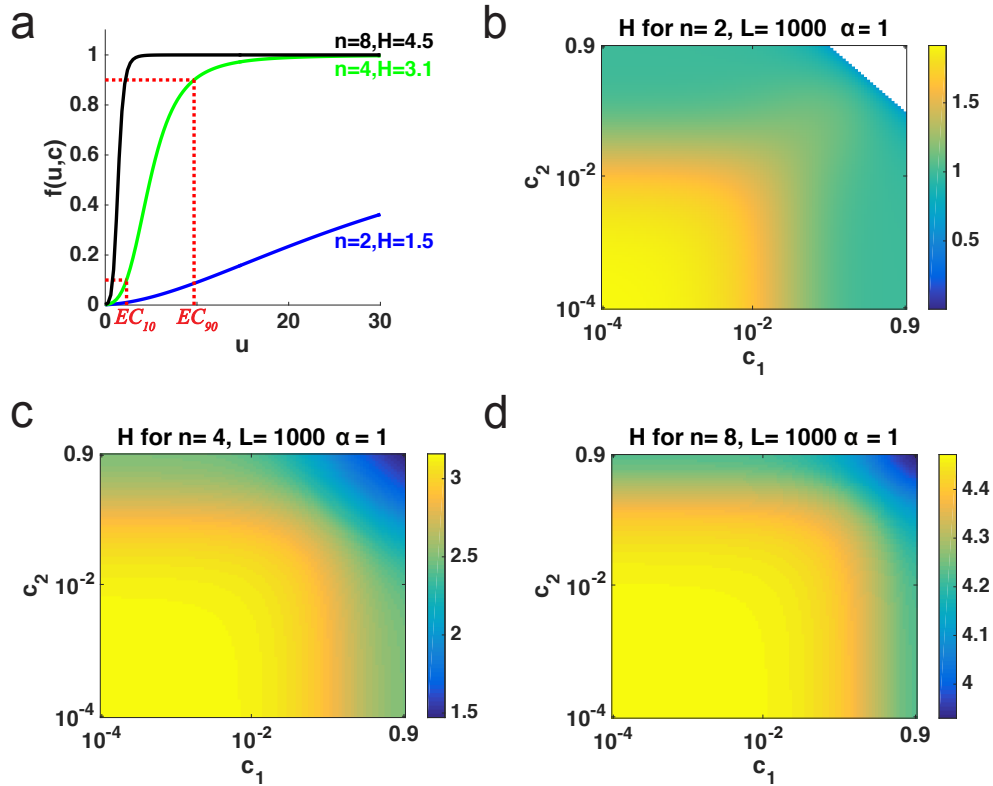 a
n=8,H=4.5
n=4,H=3.1
n=2,H=1.5
f(u,c)
1
0.8
0.6
0.4
0.2
0
0
EC10
EC90
20
30
u
b
H for n= 2, L= 1000 α = 1
0.9
10-2
10-4
c2
10-4
10-2
0.9
c1
1.5
1
0.5
c
H for n= 4, L= 1000 α = 1
0.9
10-2
10-4
c2
10-4
10-2
0.9
c1
3
2.5
2
1.5
d
H for n= 8, L= 1000 α = 1
0.9
10-2
10-4
c2
10-4
10-2
0.9
c1
4.4
4.3
4.2
4.1
4